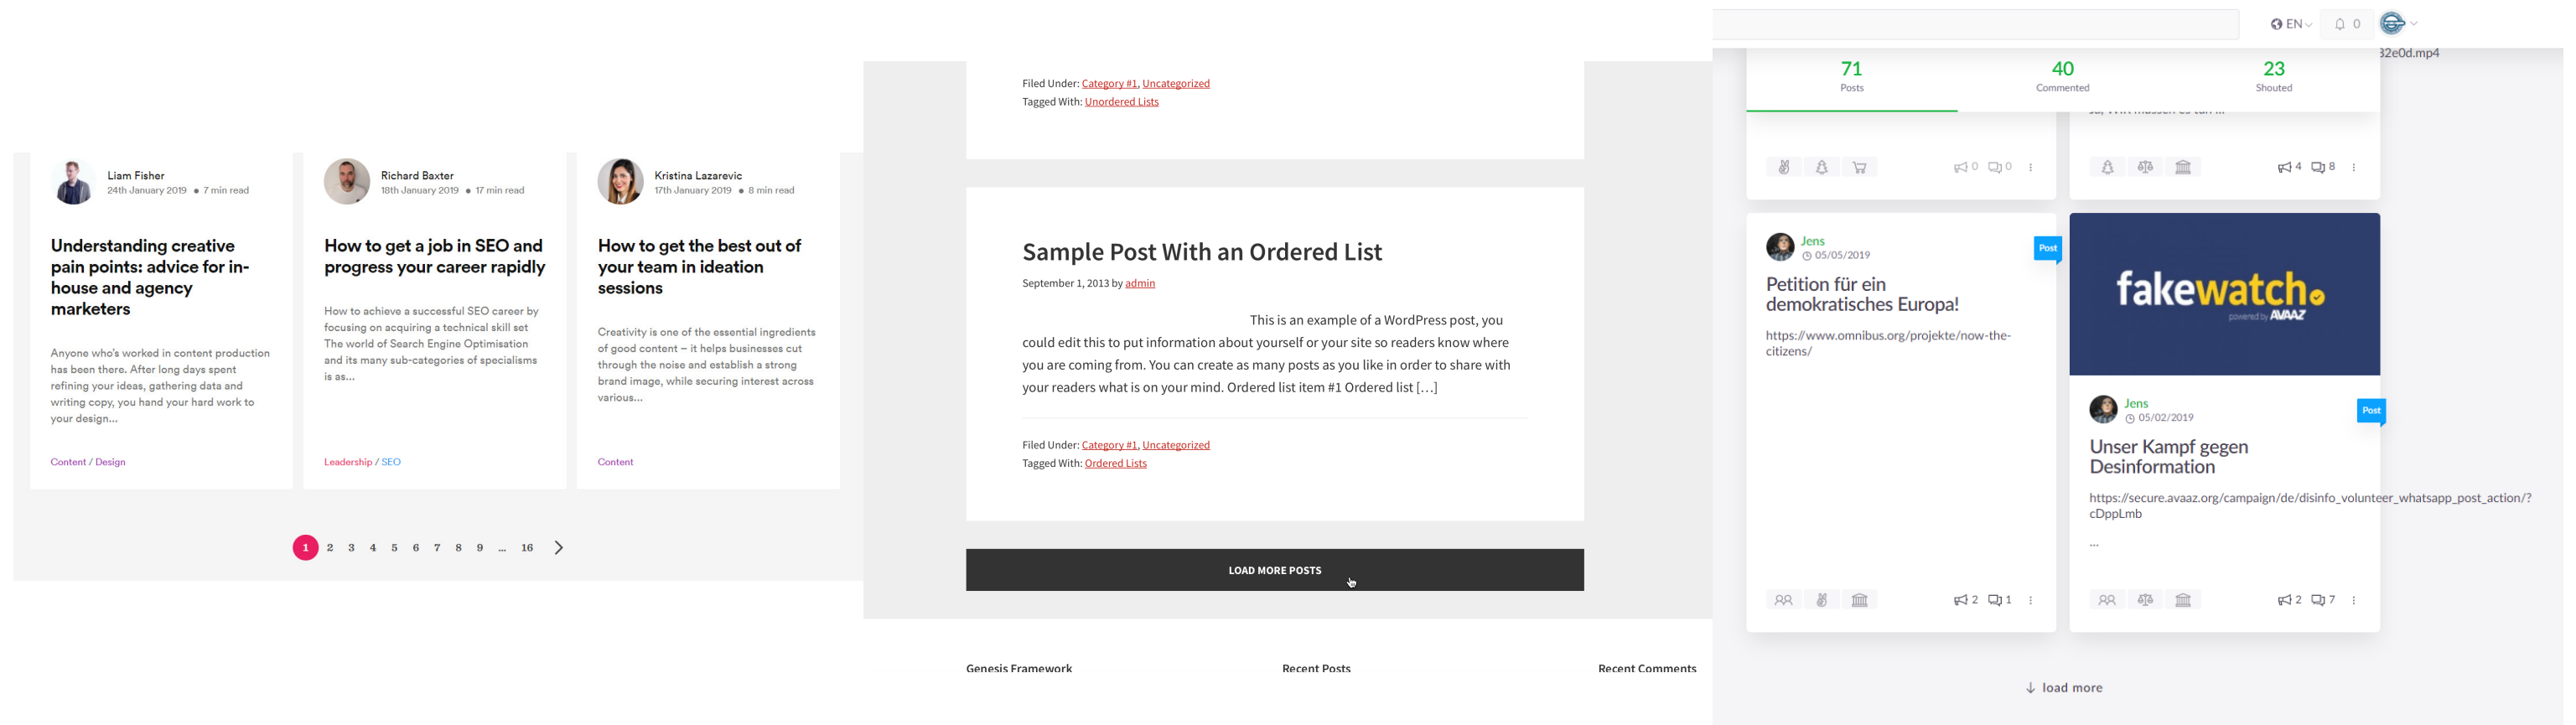 Liam Fisher
24th January 2019 • 7 min read
Understanding creative
pain points: advice for in-
house and agency
marketers
Anyone who's worked in content production
has been there. After long days spent
refining your ideas, gathering data and
writing copy, you hand your hard work to
your design...
Content / Design
Richard Baxter
18th January 2019 • 17 min read
How to get a job in SEO and
progress your career rapidly
How to achieve a successful SEO career by
focusing on acquiring a technical skill set
The world of Search Engine Optimisation
and its many sub-categories of specialisms
is as...
Leadership / SEO
Kristina Lazarevic
17th January 2019 • 8 min read
How to get the best out of
your team in ideation
sessions
Creativity is one of the essential ingredients
of good content – it helps businesses cut
through the noise and establish a strong
brand image, while securing interest across
various...
Content
1 2 3 4 5 6 7 8 9 ... 16
Filed Under: Category #1, Uncategorized
Tagged With: Unordered Lists
Sample Post With an Ordered List
September 1, 2013 by admin
This is an example of a WordPress post, you
could edit this to put information about yourself or your site so readers know where
you are coming from. You can create as many posts as you like in order to share with
your readers what is on your mind. Ordered list item #1 Ordered list […]
Filed Under: Category #1, Uncategorized
Tagged With: Ordered Lists
LOAD MORE POSTS
Genesis Framework
Recent Posts
Recent Comments
EN
0
32e0d.mp4
71
Posts
40
Commented
23
Shouted
0 0
4 8
Jens
05/05/2019
Post
Petition für ein
demokratisches Europa!
https://www.omnibus.org/projekte/now-the-
citizens/
2 1
fakewatch
powered by AVAAZ
Jens
05/02/2019
Post
Unser Kampf gegen
Desinformation
https://secure.avaaz.org/campaign/de/disinfo_volunteer_whatsapp_post_action/?
cDppLmb
...
2 7
load more